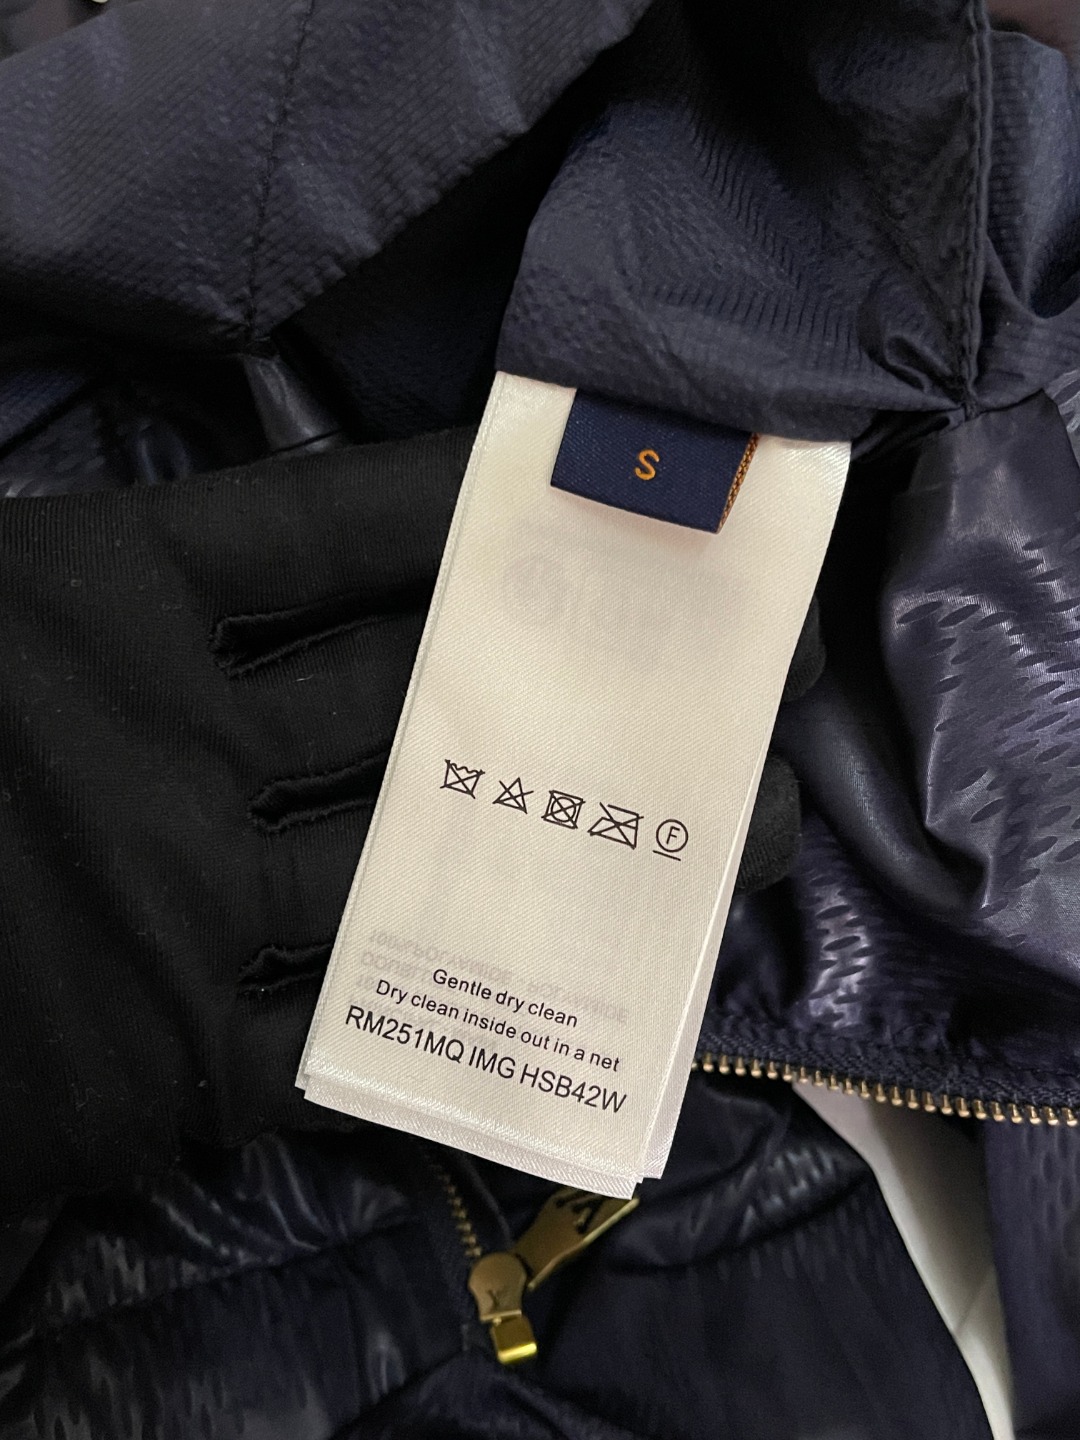 S
F
Gentle dry clean
Dry clean inside out in a net
RM251MQ IMG HSB42W